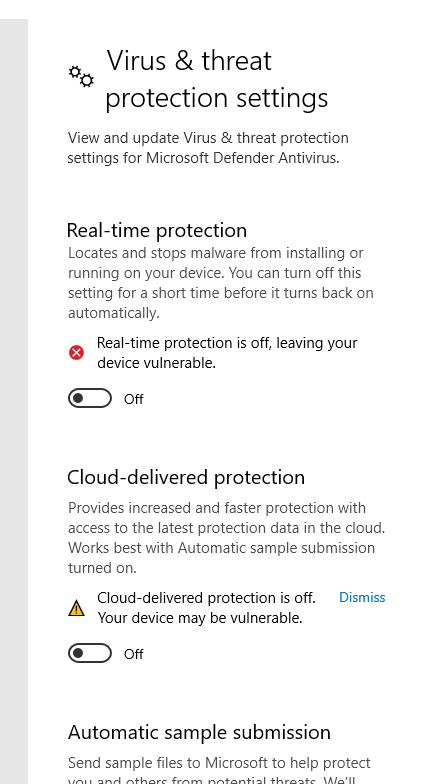 Virus & threat
protection settings
View and update Virus & threat protection
settings for Microsoft Defender Antivirus.
Real-time protection
Locates and stops malware from installing or
running on your device. You can turn off this
setting for a short time before it turns back on
automatically.
Real-time protection is off, leaving your
device vulnerable.
Off
Cloud-delivered protection
Provides increased and faster protection with
access to the latest protection data in the cloud.
Works best with Automatic sample submission
turned on.
Cloud-delivered protection is off. Dismiss
Your device may be vulnerable.
Off
Automatic sample submission
Send sample files to Microsoft to help protect
you and others from potential threats. We'll